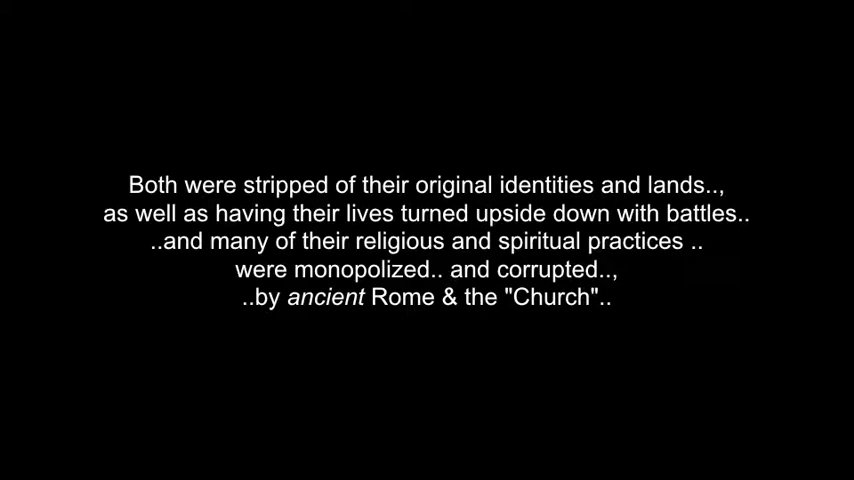 Both were stripped of their original identities and lands..,
as well as having their lives turned upside down with battles..
..and many of their religious and spiritual practices ..
were monopolized.. and corrupted..,
..by ancient Rome & the "Church"..